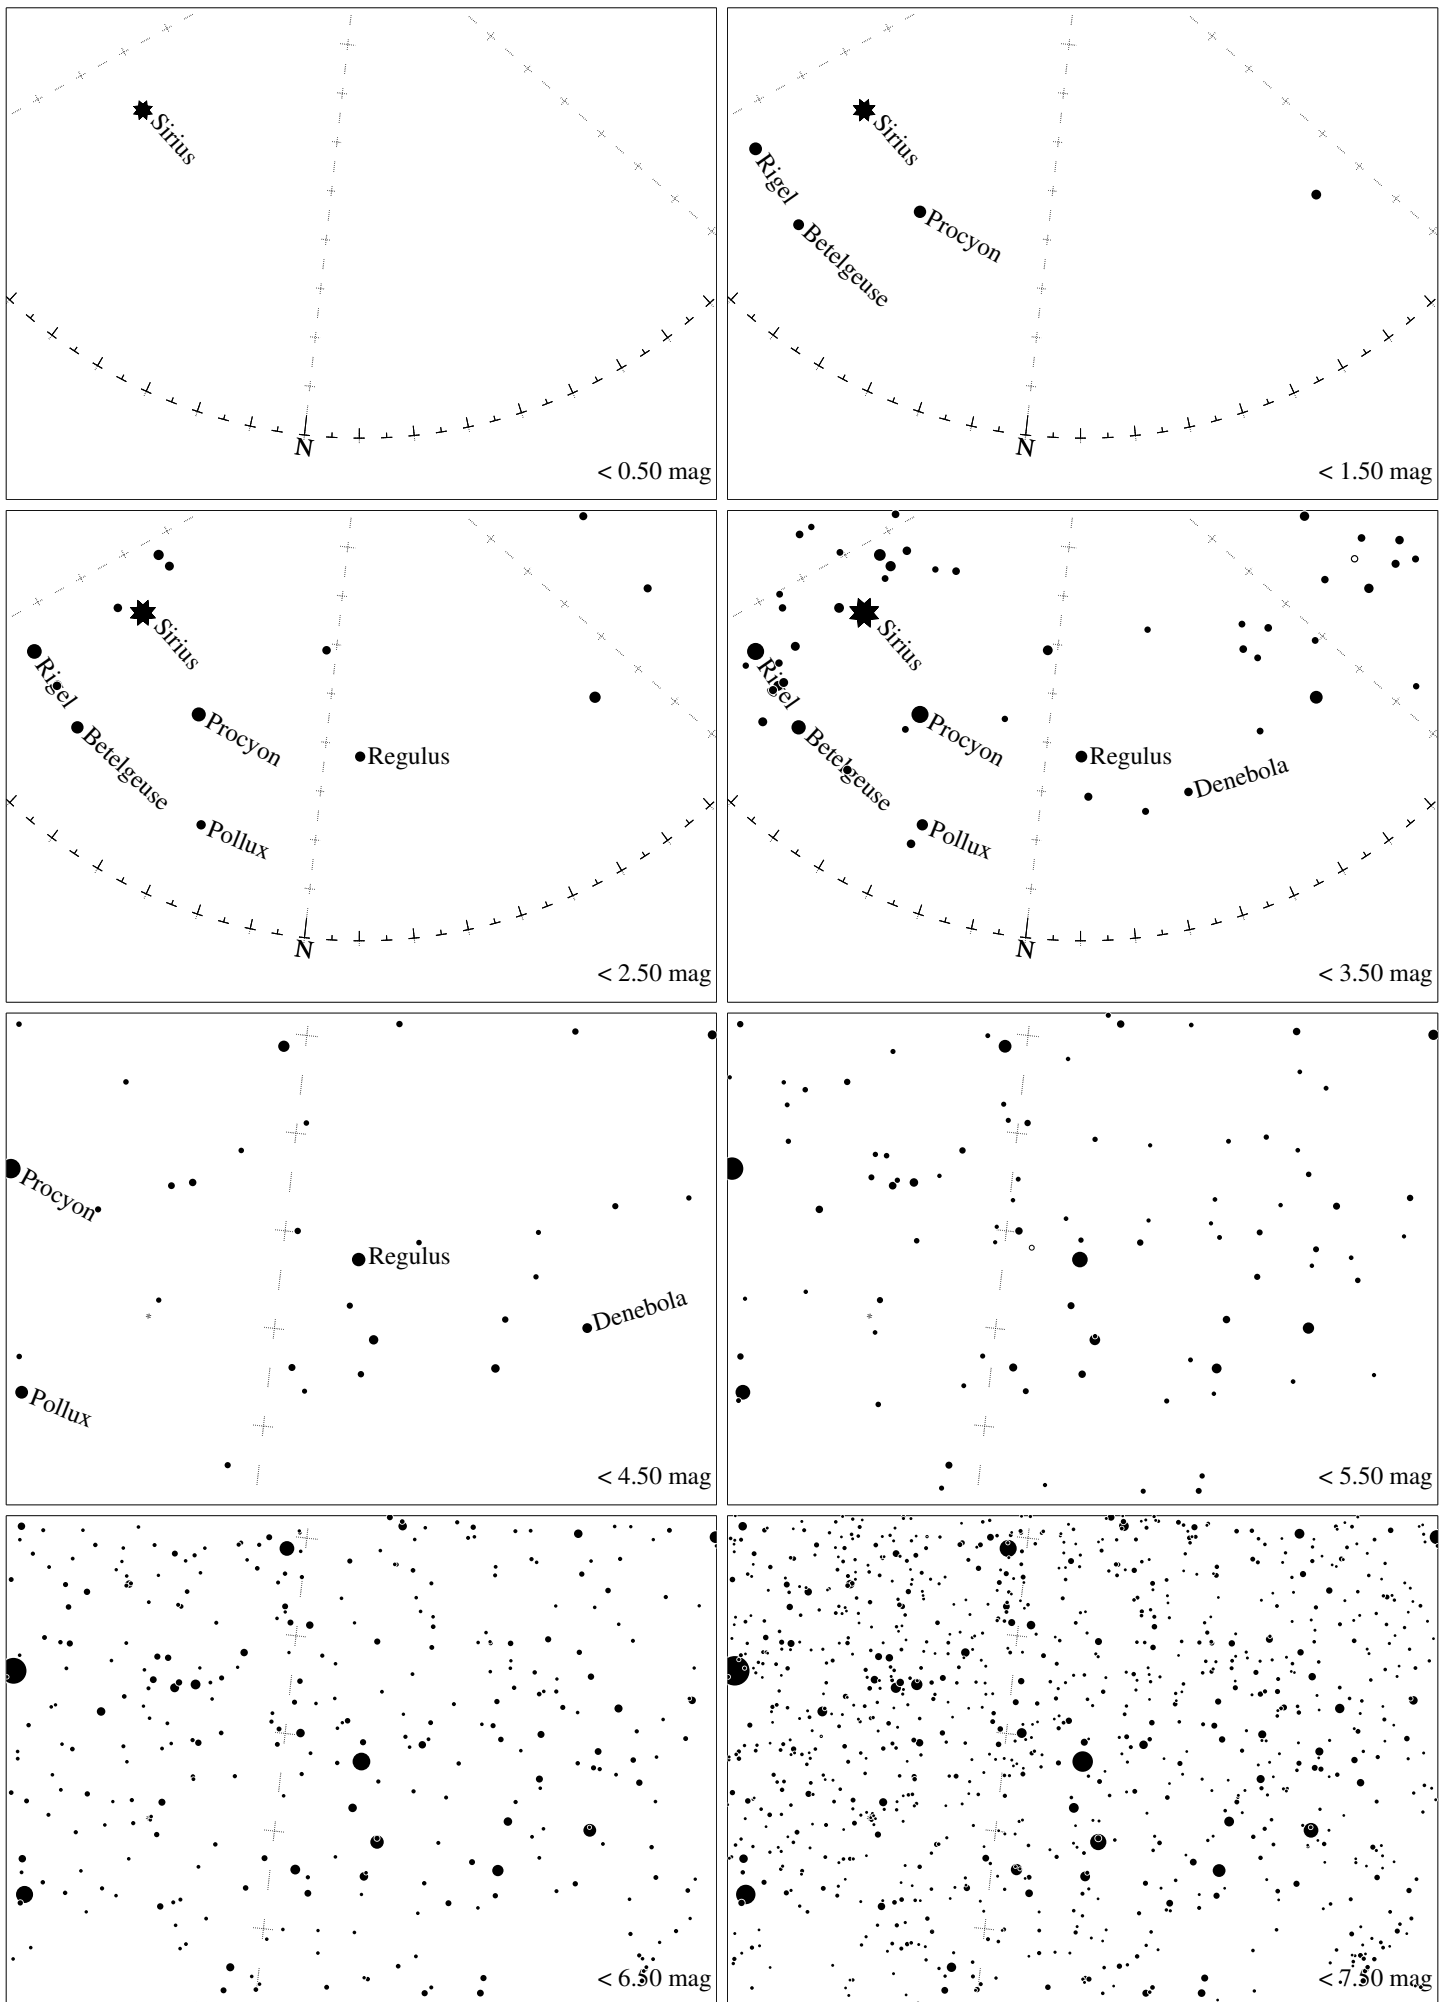 Sirius
N
< 0.50 mag
Sirius
Rigel
Procyon
Betelgeuse
N
< 1.50 mag
Sirius
Rigel
Procyon
Betelgeuse
Regulus
Pollux
N
< 2.50 mag
Sirius
Rigel
Procyon
Betelgeuse
Regulus
Denebola
Pollux
N
< 3.50 mag
Procyon
Regulus
Denebola
Pollux
< 4.50 mag
< 5.50 mag
< 6.50 mag
< 7.50 mag